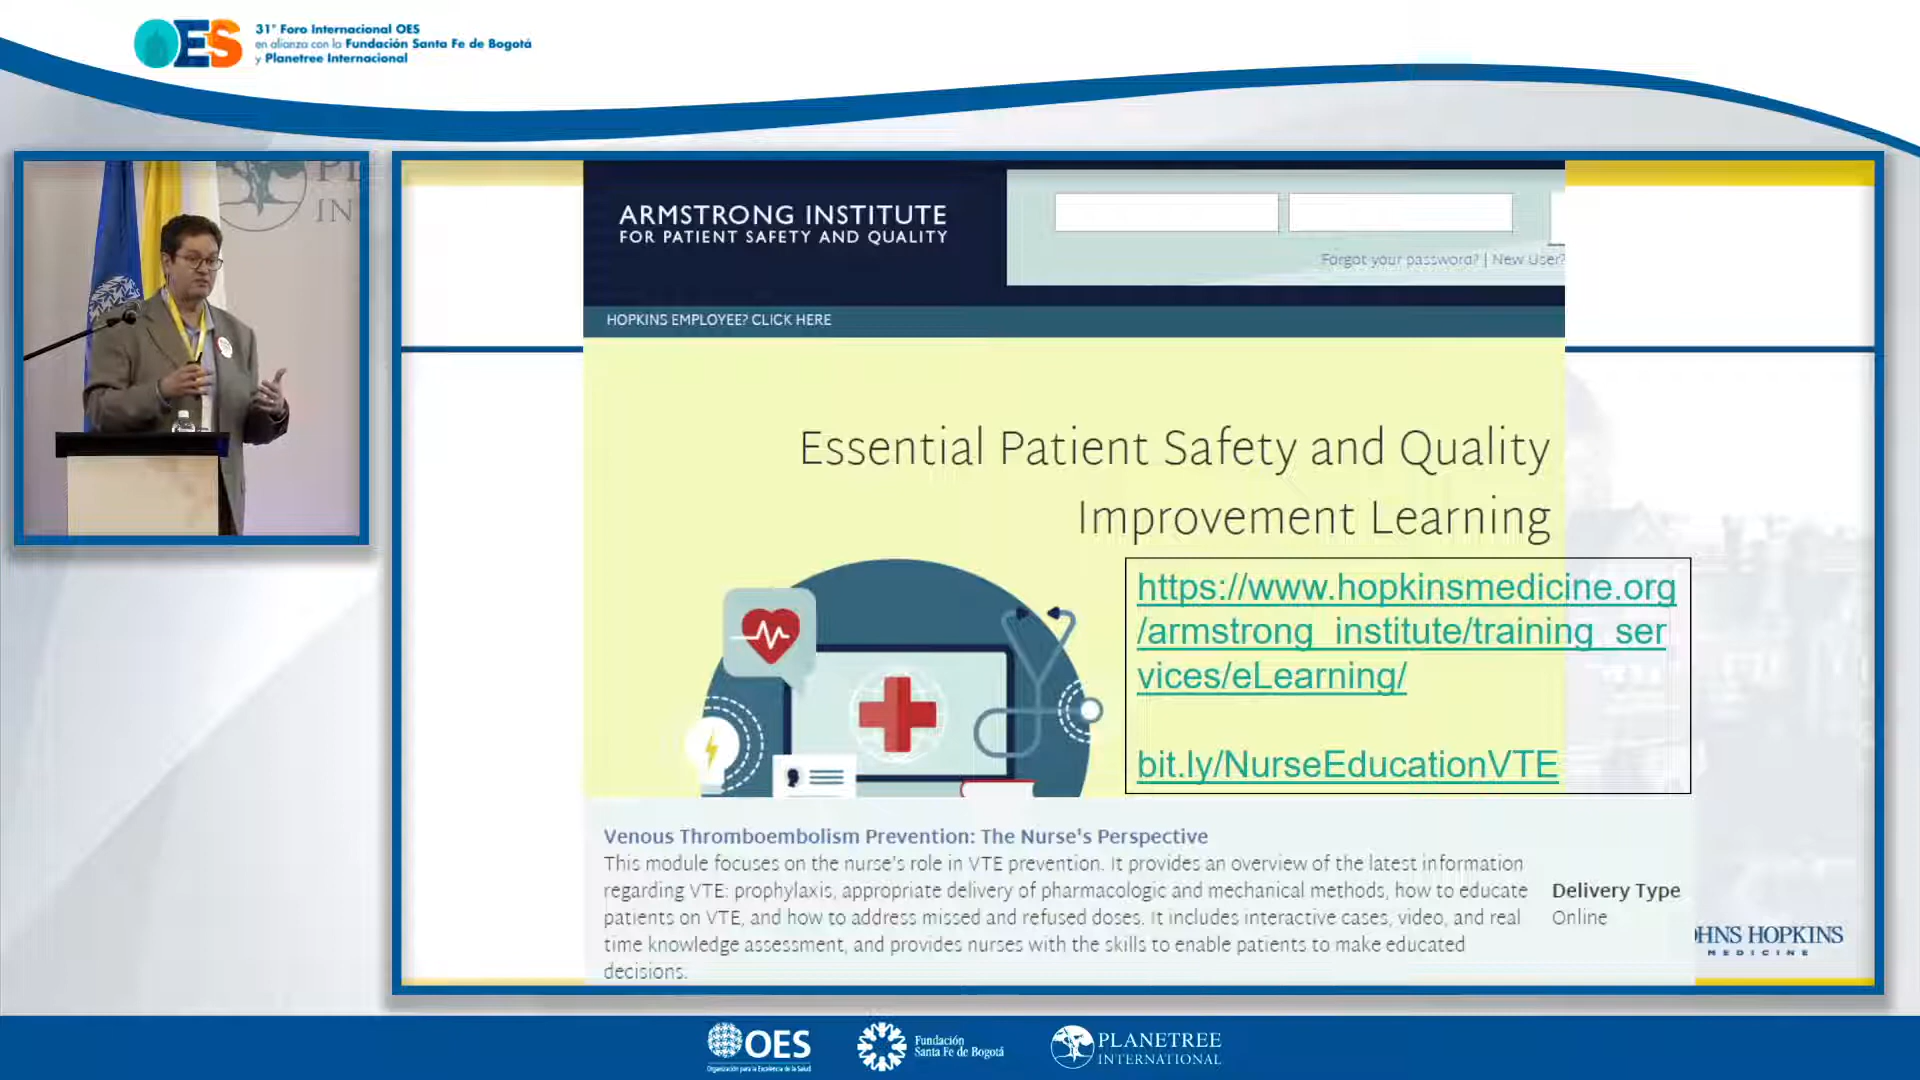 OES
31° Foro Internacional OES
en alianza con la Fundación Santa Fe de Bogotá
y Planetree Internacional
ARMSTRONG INSTITUTE
FOR PATIENT SAFETY AND QUALITY
Forgot your password? | New User?
HOPKINS EMPLOYEE? CLICK HERE
Essential Patient Safety and Quality
Improvement Learning
https://www.hopkinsmedicine.org
/armstrong_institute/training_ser
vices/eLearning/
bit.ly/NurseEducationVTE
Venous Thromboembolism Prevention: The Nurse's Perspective
This module focuses on the nurse's role in VTE prevention. It provides an overview of the latest information
regarding VTE: prophylaxis, appropriate delivery of pharmacologic and mechanical methods, how to educate
patients on VTE, and how to address missed and refused doses. It includes interactive cases, video, and real
time knowledge assessment, and provides nurses with the skills to enable patients to make educated
decisions.
Delivery Type
Online
HNS HOPKINS
MEDICINE
OES
Organización para la Excelencia de la Salud
Fundación
Santa Fe de Bogotá
PLANETREE
INTERNATIONAL